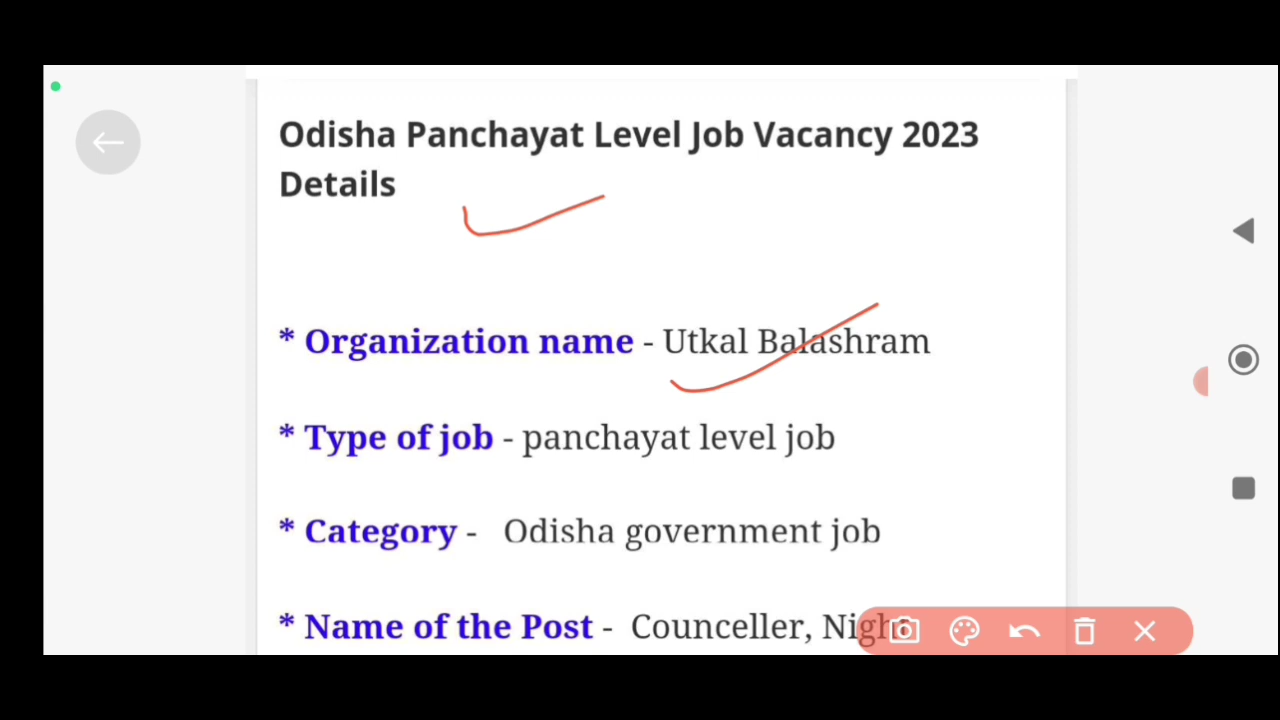 Odisha Panchayat Level Job Vacancy 2023
Details
* Organization name - Utkal Balashram
* Type of job - panchayat level job
* Category - Odisha government job
* Name of the Post - Counceller, Night